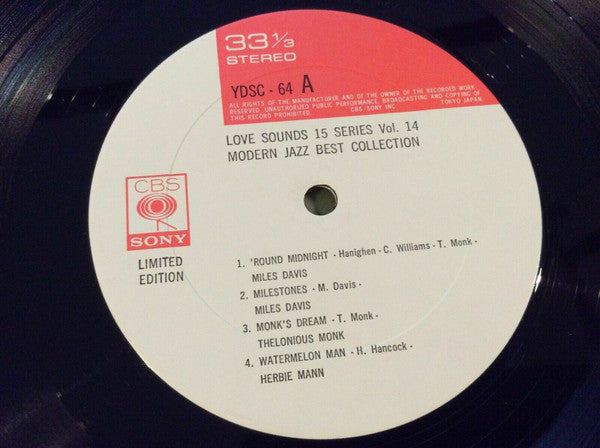 33 1/3
STEREO
YDSC - 64 A
ALL RIGHTS OF THE MANUFACTURER AND OF THE OWNER OF THE RECORDED WORK
RESERVED. UNAUTHORIZED PUBLIC PERFORMANCE, BROADCASTING AND COPYING OF
THIS RECORD PROHIBITED. CBS/SONY INC. TOKYO JAPAN
LOVE SOUNDS 15 SERIES Vol. 14
MODERN JAZZ BEST COLLECTION
CBS
SONY
LIMITED
EDITION
1. 'ROUND MIDNIGHT - Hanighen - C. Williams - T. Monk -
MILES DAVIS
2. MILESTONES - M. Davis -
MILES DAVIS
3. MONK'S DREAM - T. Monk -
THELONIOUS MONK
4. WATERMELON MAN - H. Hancock -
HERBIE MANN